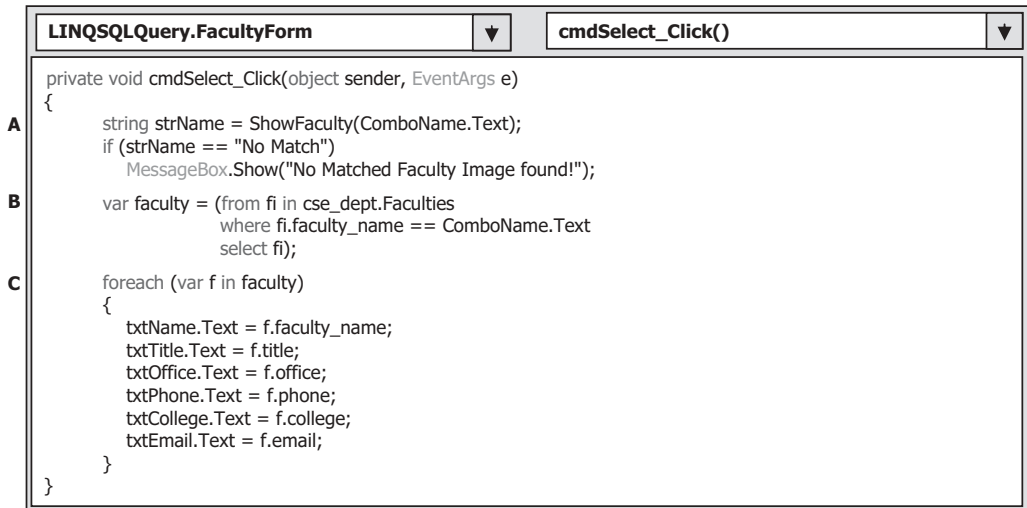 LINQSQLQuery.FacultyForm cmdSelect_Click()
private void cmdSelect_Click(object sender, EventArgs e)
{
A string strName = ShowFaculty(ComboName.Text);
if (strName == "No Match")
MessageBox.Show("No Matched Faculty Image found!");
B var faculty = (from fi in cse_dept.Faculties
where fi.faculty_name == ComboName.Text
select fi);
C foreach (var f in faculty)
{
txtName.Text = f.faculty_name;
txtTitle.Text = f.title;
txtOffice.Text = f.office;
txtPhone.Text = f.phone;
txtCollege.Text = f.college;
txtEmail.Text = f.email;
}
}